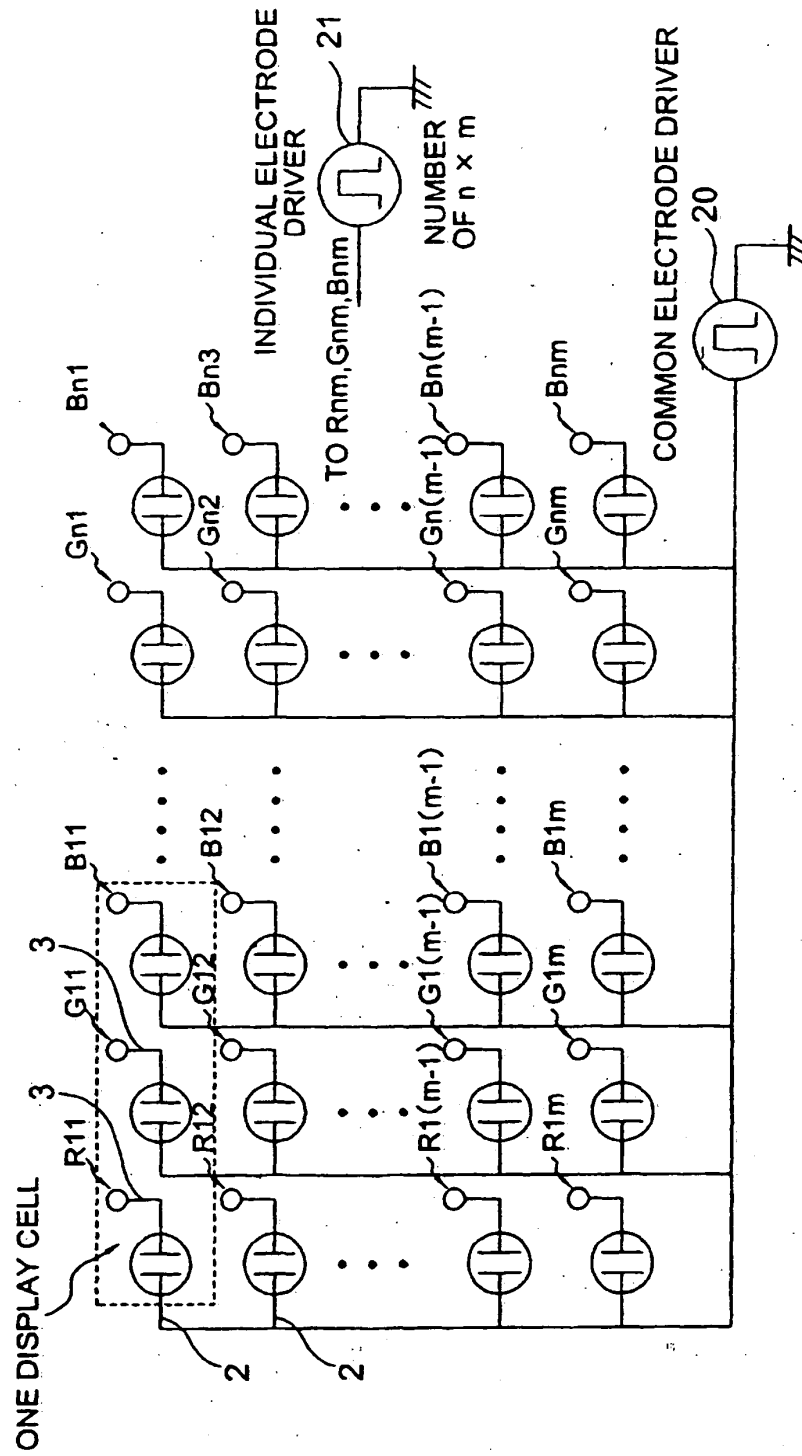 ONE DISPLAY CELL
R11
3
G11
3
B11
Gn1
Bn1
R12
G12
B12
Gn2
Bn3
2
2
R1(m-1)
G1(m-1)
B1(m-1)
Gn(m-1)
Bn(m-1)
R1m
G1m
B1m
Gnm
Bnm
INDIVIDUAL ELECTRODE
DRIVER
21
TO Rnm,Gnm,Bnm
NUMBER
OF n × m
COMMON ELECTRODE DRIVER
20